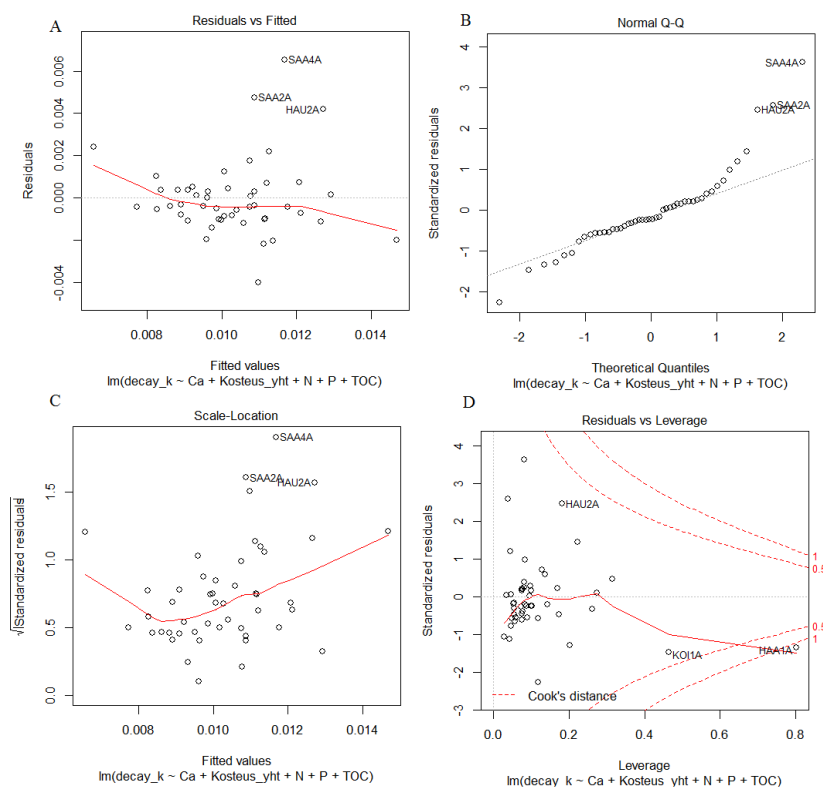 A
Residuals vs Fitted
Residuals
0.006
0.004
0.002
0.000
-0.004
SAA4A
SAA2A
HAU2A
0.008
0.010
0.012
0.014
Fitted values
lm(decay_k ~ Ca + Kosteus_yht + N + P + TOC)
B
Normal Q-Q
Standardized residuals
4
3
2
1
0
-1
-2
SAA4A
SAA2A
HAU2A
-2
-1
0
1
2
Theoretical Quantiles
lm(decay_k ~ Ca + Kosteus_yht + N + P + TOC)
C
Scale-Location
√|Standardized residuals|
1.5
1.0
0.5
0.0
SAA4A
SAA2A
HAU2A
0.008
0.010
0.012
0.014
Fitted values
lm(decay_k ~ Ca + Kosteus_yht + N + P + TOC)
D
Residuals vs Leverage
Standardized residuals
4
3
2
1
0
-1
-2
-3
HAU2A
KOI1A
HAA1A
1
0.5
0.5
1
Cook's distance
0.0
0.2
0.4
0.6
0.8
Leverage
lm(decay_k ~ Ca + Kosteus_yht + N + P + TOC)